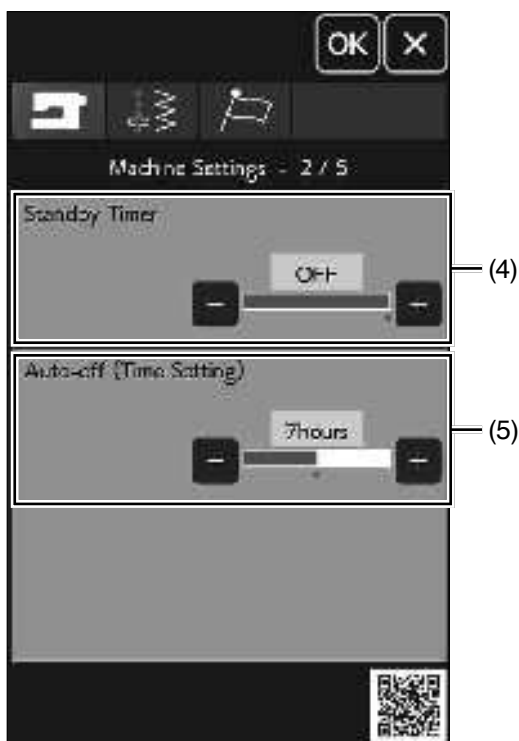 OK ×
Machine Settings - 2 / 5
Standby Timer
OFF
(4)
Auto-off (Time Setting)
7hours
(5)